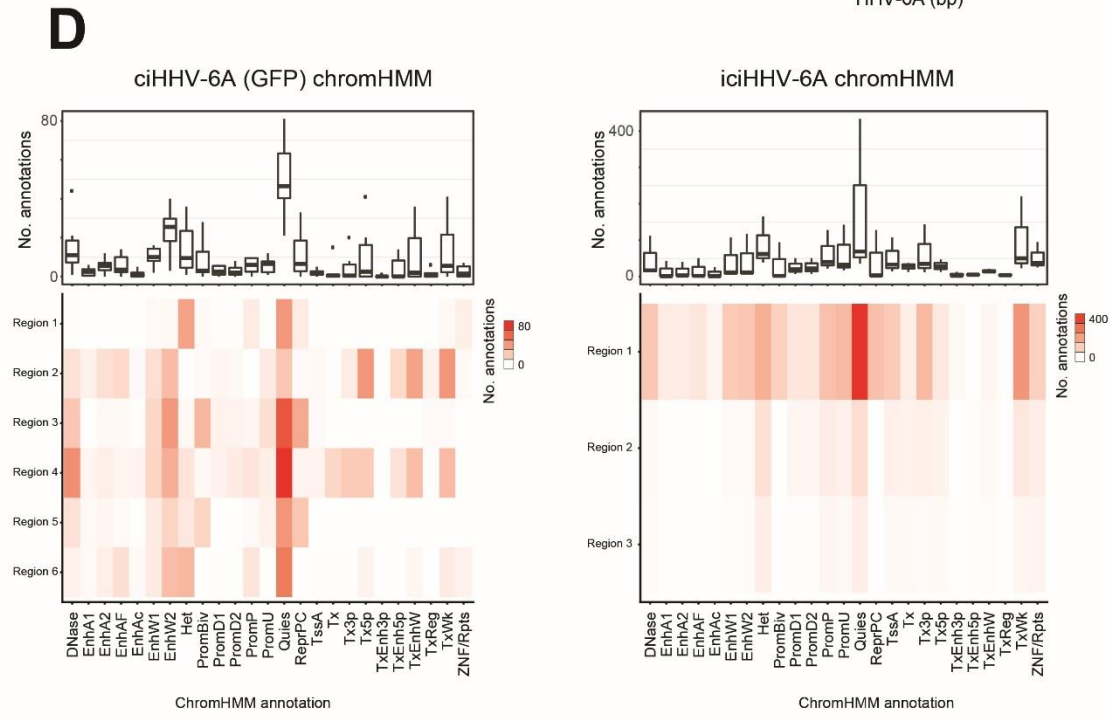 HHV-6A (bp)
D
ciHHV-6A (GFP) chromHMM
iciHHV-6A chromHMM
No. annotations
80
0
No. annotations
400
0
Region 1
Region 2
Region 3
Region 4
Region 5
Region 6
80
0
No. annotations
Region 1
Region 2
Region 3
400
0
No. annotations
DNase
EnhA1
EnhA2
EnhAF
EnhAc
EnhW1
EnhW2
Het
PromBiv
PromD1
PromD2
PromP
PromU
Quies
ReprPC
TssA
Tx
Tx3p
Tx5p
TxEnh3p
TxEnh5p
TxEnhW
TxReg
TxWk
ZNF/Rpts
DNase
EnhA1
EnhA2
EnhAF
EnhAc
EnhW1
EnhW2
Het
PromBiv
PromD1
PromD2
PromP
PromU
Quies
ReprPC
TssA
Tx
Tx3p
Tx5p
TxEnh3p
TxEnh5p
TxEnhW
TxReg
TxWk
ZNF/Rpts
ChromHMM annotation
ChromHMM annotation